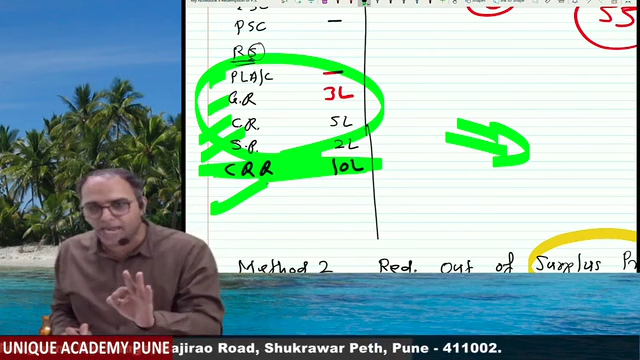 PSC —
R&S
PL A/C —
G.R 3L
C.R. 5L
S.P. 2L
CRR 10L
55
Method 2 Red. Out of Surplus
UNIQUE ACADEMY PUNE ajirao Road, Shukrawar Peth, Pune - 411002.